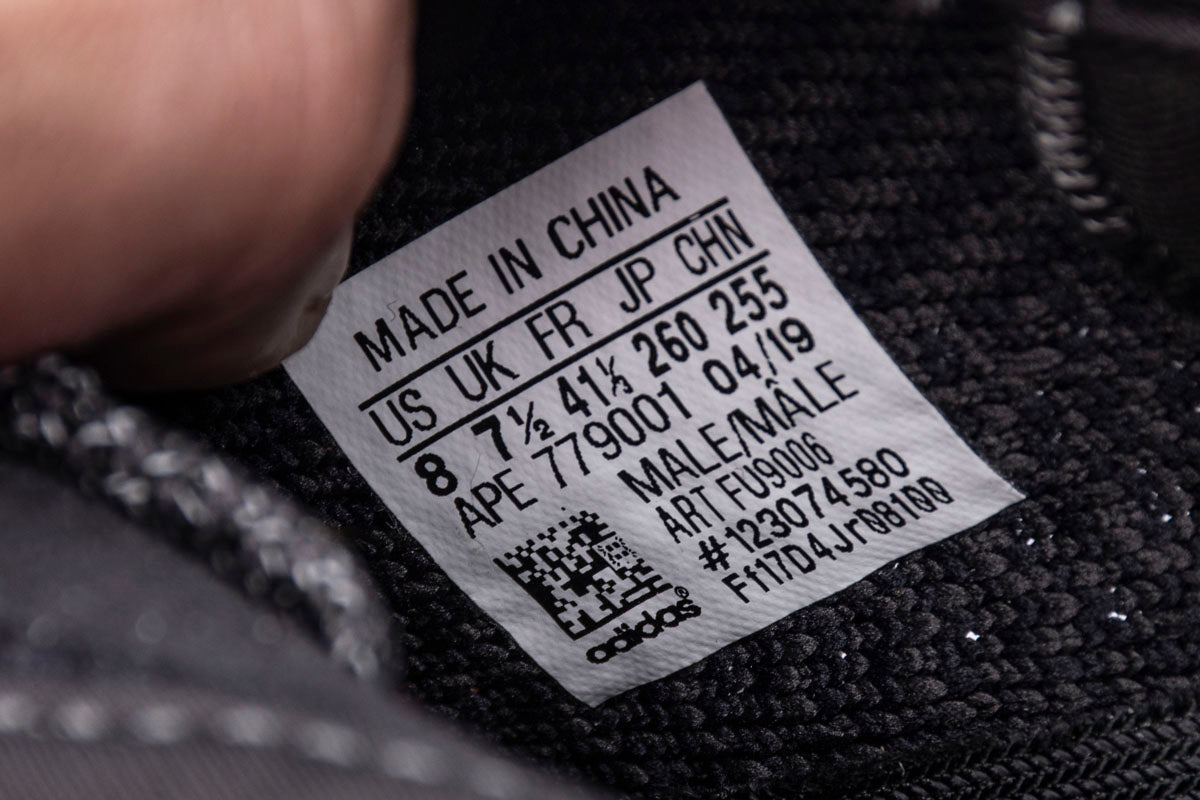 MADE IN CHINA
US UK FR JP CHN
8 7½ 41⅓ 260 255
APE 779001 04/19
MALE/MÂLE
ART FU9006
#123074580
Ff17D4Jr08100
adidas®